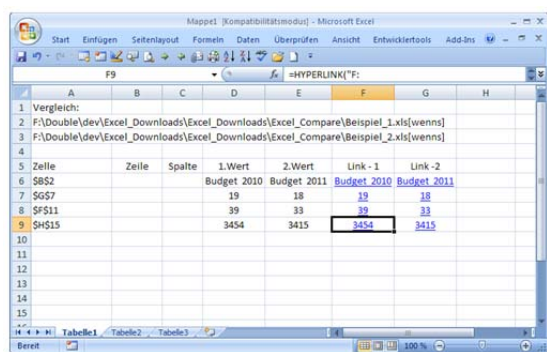 Mappe1 [Kompatibilitätsmodus] - Microsoft Excel
Start Einfügen Seitenlayout Formeln Daten Überprüfen Ansicht Entwicklertools Add-Ins
F9 fx =HYPERLINK("F:
A B C D E F G H
1 Vergleich:
2 F:\Double\dev\Excel_Downloads\Excel_Downloads\Excel_Compare\Beispiel_1.xls[wenns]
3 F:\Double\dev\Excel_Downloads\Excel_Downloads\Excel_Compare\Beispiel_2.xls[wenns]
4
5 Zelle Zeile Spalte 1.Wert 2.Wert Link - 1 Link -2
6 $B$2 Budget 2010 Budget 2011 Budget 2010 Budget 2011
7 $G$7 19 18 19 18
8 $F$11 39 33 39 33
9 $H$15 3454 3415 3454 3415
10
11
12
13
14
15
Tabelle1 Tabelle2 Tabelle3
Bereit 100 %